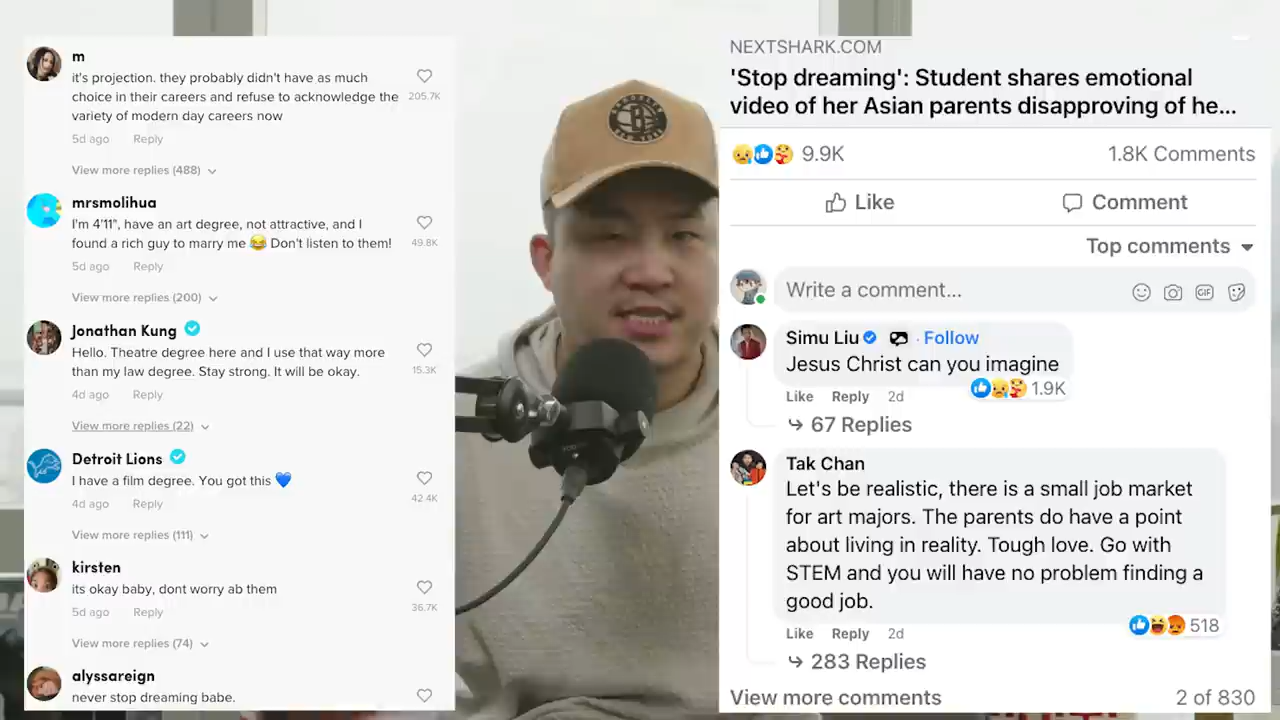 m
it's projection. they probably didn't have as much
choice in their careers and refuse to acknowledge the
variety of modern day careers now
205.7K
5d ago Reply
View more replies (488)
mrsmolihua
I'm 4'11", have an art degree, not attractive, and I
found a rich guy to marry me 😂 Don't listen to them!
49.8K
5d ago Reply
View more replies (200)
Jonathan Kung
Hello. Theatre degree here and I use that way more
than my law degree. Stay strong. It will be okay.
15.3K
4d ago Reply
View more replies (22)
Detroit Lions
I have a film degree. You got this 💙
42.4K
4d ago Reply
View more replies (111)
kirsten
its okay baby, dont worry ab them
36.7K
5d ago Reply
View more replies (74)
alyssareign
never stop dreaming babe.
BROOKLYN
B
NEW YORK
NEXTSHARK.COM
'Stop dreaming': Student shares emotional
video of her Asian parents disapproving of he...
9.9K 1.8K Comments
Like Comment
Top comments
Write a comment...
GIF
Simu Liu · Follow
Jesus Christ can you imagine
1.9K
Like Reply 2d
67 Replies
Tak Chan
Let's be realistic, there is a small job market
for art majors. The parents do have a point
about living in reality. Tough love. Go with
STEM and you will have no problem finding a
good job.
518
Like Reply 2d
283 Replies
View more comments 2 of 830